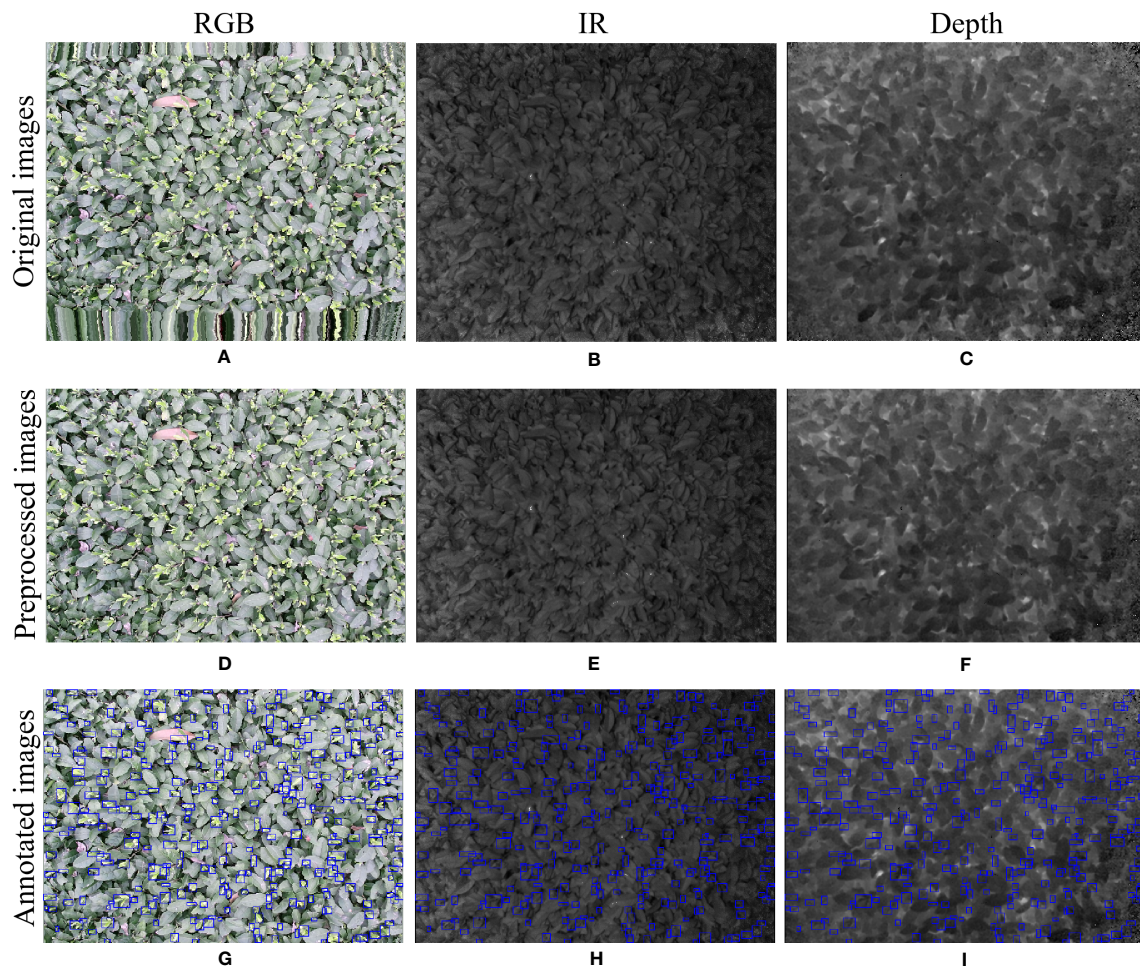 RGB IR Depth
Original images
A B C
Preprocessed images
D E F
Annotated images
G H I